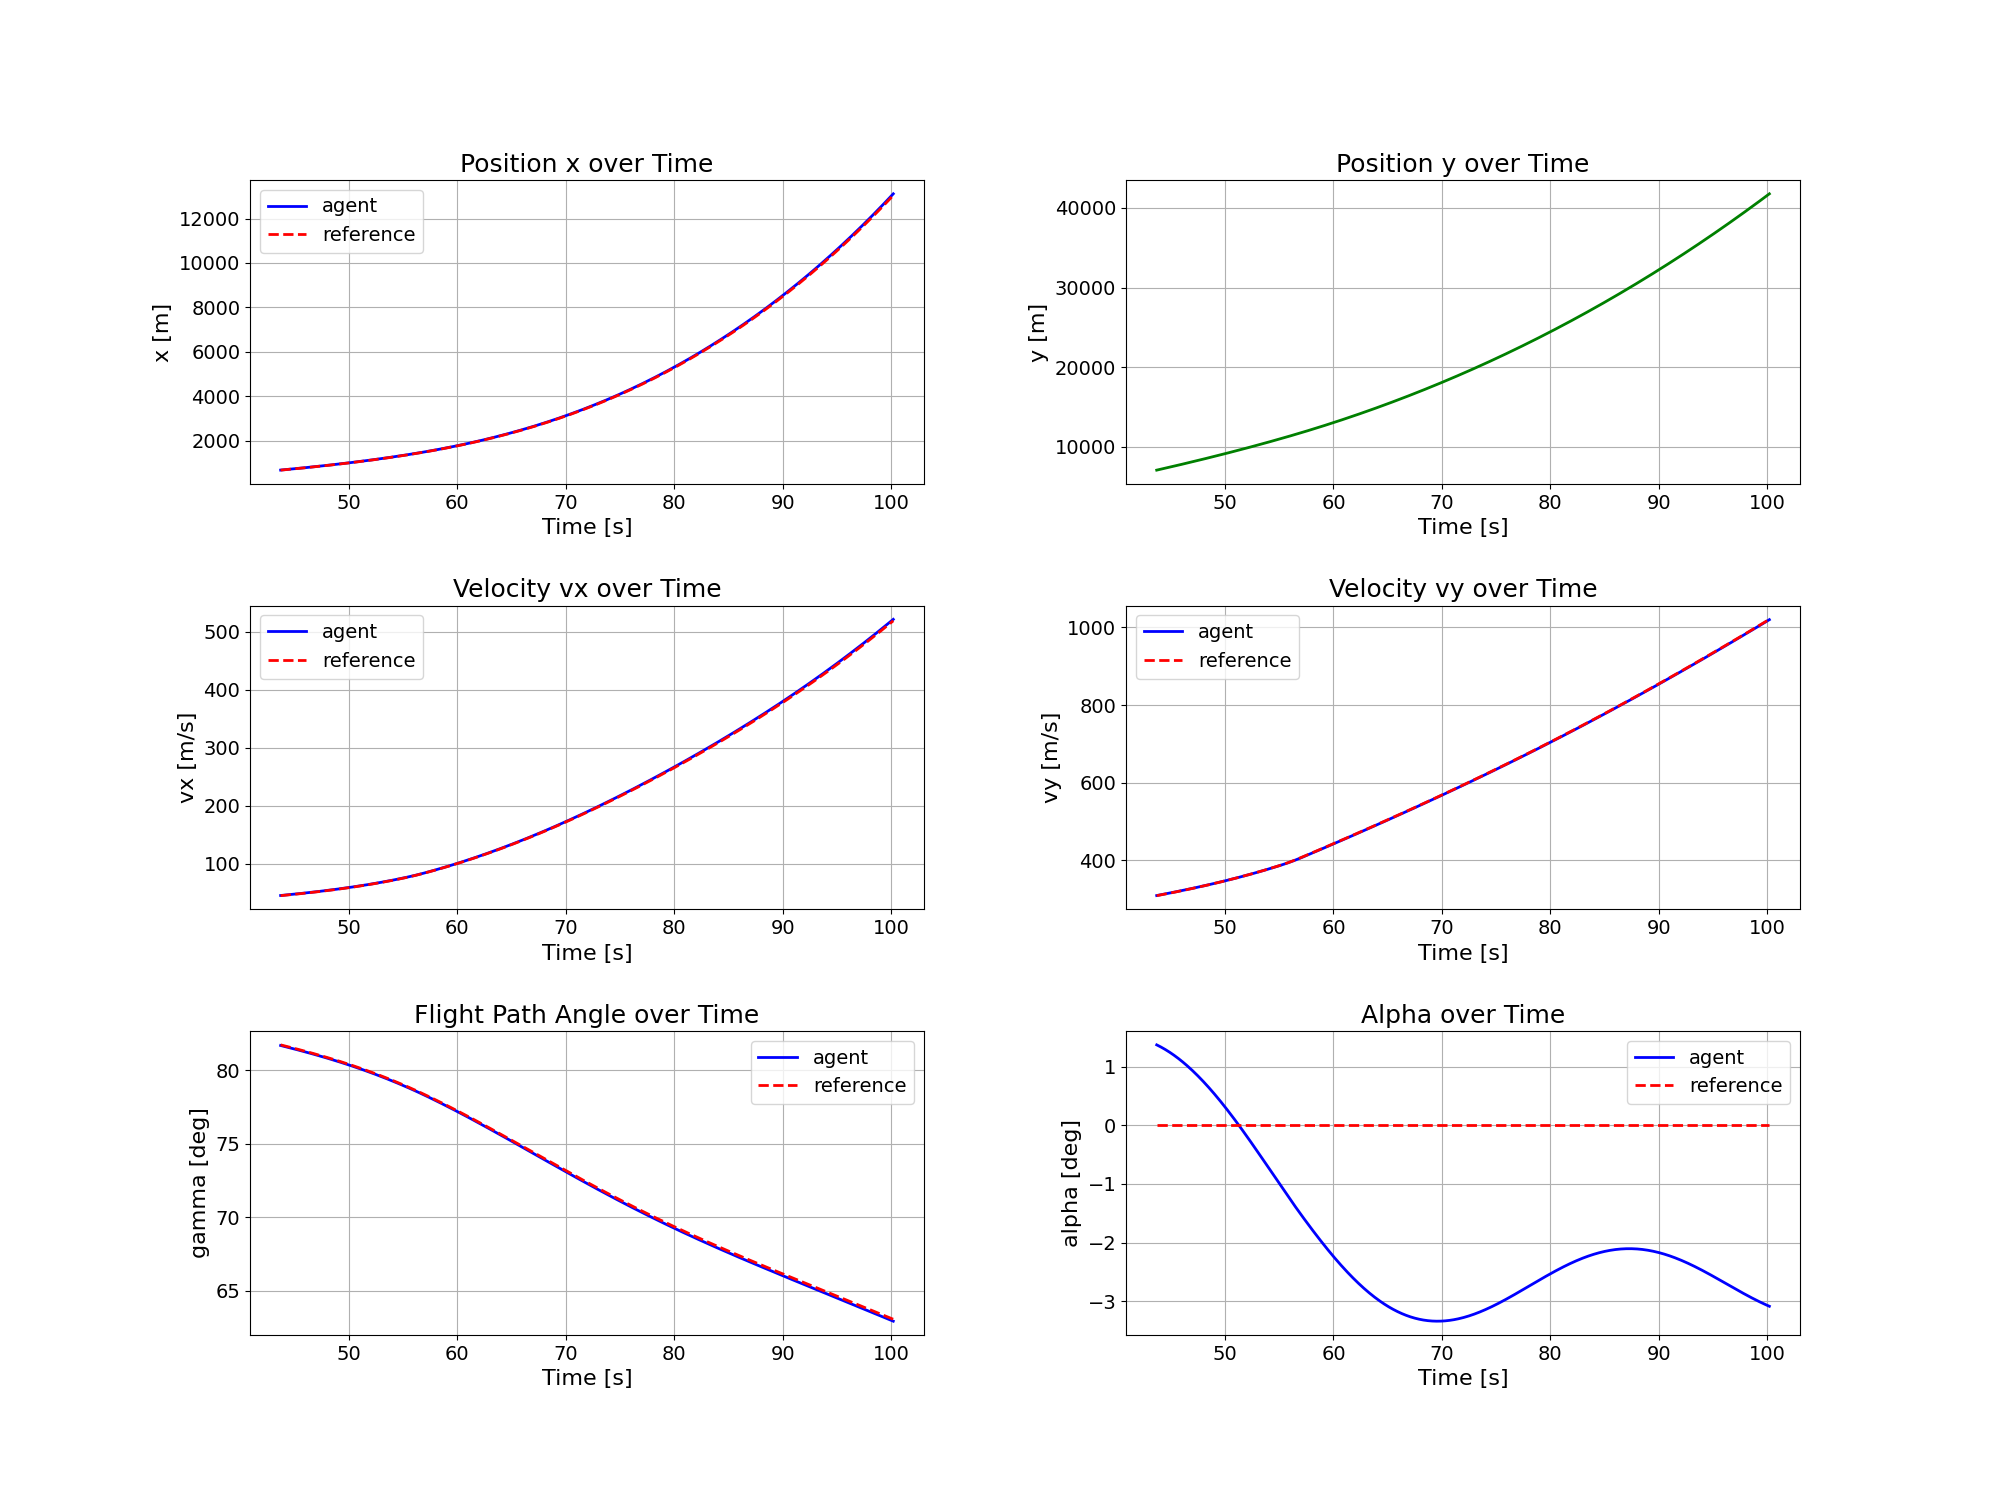 Position x over Time
agent
reference
12000
10000
8000
6000
4000
2000
x [m]
50 60 70 80 90 100
Time [s]
Position y over Time
40000
30000
20000
10000
y [m]
50 60 70 80 90 100
Time [s]
Velocity vx over Time
agent
reference
500
400
300
200
100
vx [m/s]
50 60 70 80 90 100
Time [s]
Velocity vy over Time
agent
reference
1000
800
600
400
vy [m/s]
50 60 70 80 90 100
Time [s]
Flight Path Angle over Time
agent
reference
80
75
70
65
gamma [deg]
50 60 70 80 90 100
Time [s]
Alpha over Time
agent
reference
1
0
−1
−2
−3
alpha [deg]
50 60 70 80 90 100
Time [s]